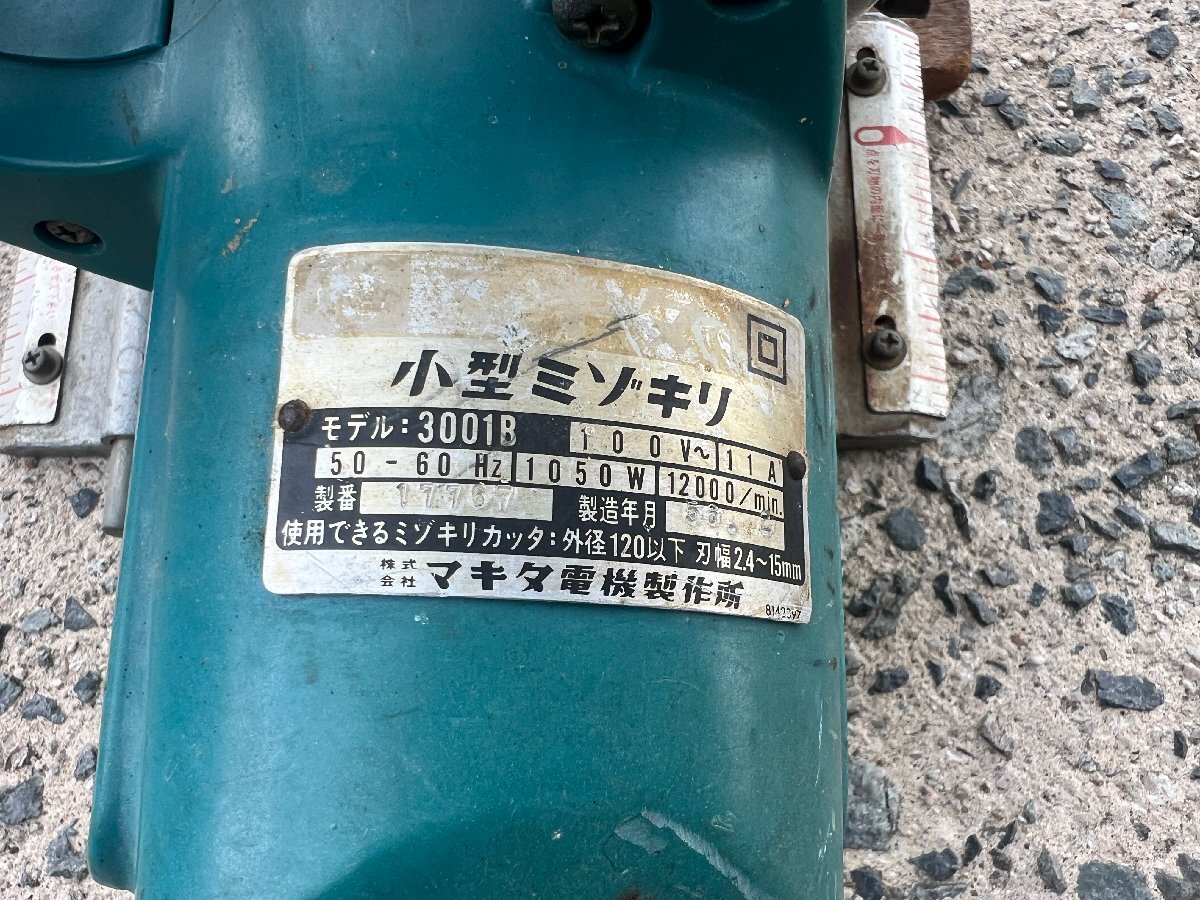 小型ミゾキリ
モデル:3001B 100V~ 11A
50-60Hz 1050W 12000/min.
製番 17767 製造年月
使用できるミゾキリカッタ:外径120以下 刃幅2.4~15mm
株式会社 マキタ電機製作所